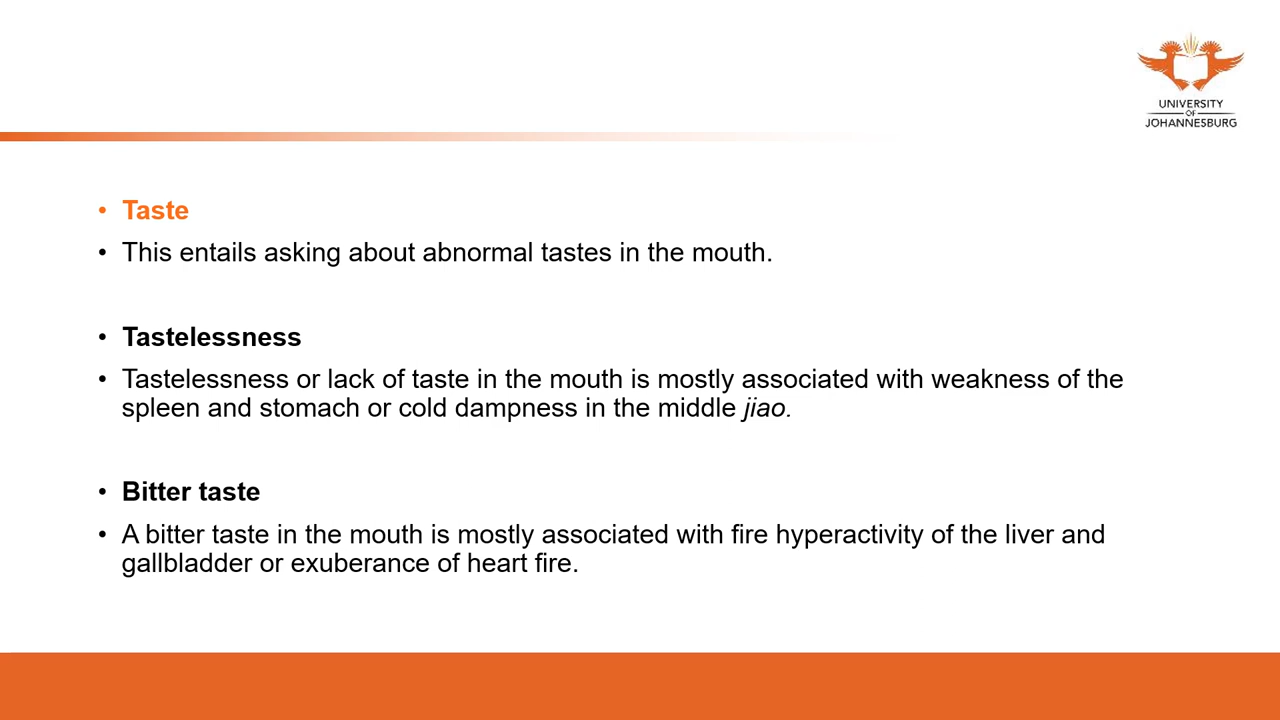 UNIVERSITY
OF
JOHANNESBURG
• Taste
• This entails asking about abnormal tastes in the mouth.
• Tastelessness
• Tastelessness or lack of taste in the mouth is mostly associated with weakness of the
spleen and stomach or cold dampness in the middle jiao.
• Bitter taste
• A bitter taste in the mouth is mostly associated with fire hyperactivity of the liver and
gallbladder or exuberance of heart fire.